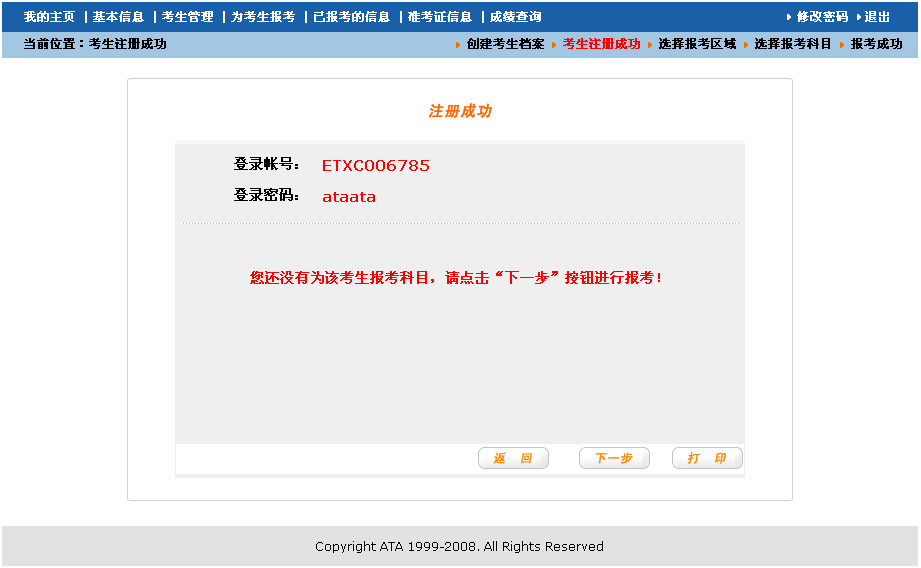 我的主页 | 基本信息 | 考生管理 | 为考生报考 | 已报考的信息 | 准考证信息 | 成绩查询 修改密码 退出
当前位置：考生注册成功 创建考生档案 考生注册成功 选择报考区域 选择报考科目 报考成功
注册成功
登录帐号： ETXC006785
登录密码： ataata
您还没有为该考生报考科目，请点击“下一步”按钮进行报考！
返 回 下一步 打 印
Copyright ATA 1999-2008. All Rights Reserved